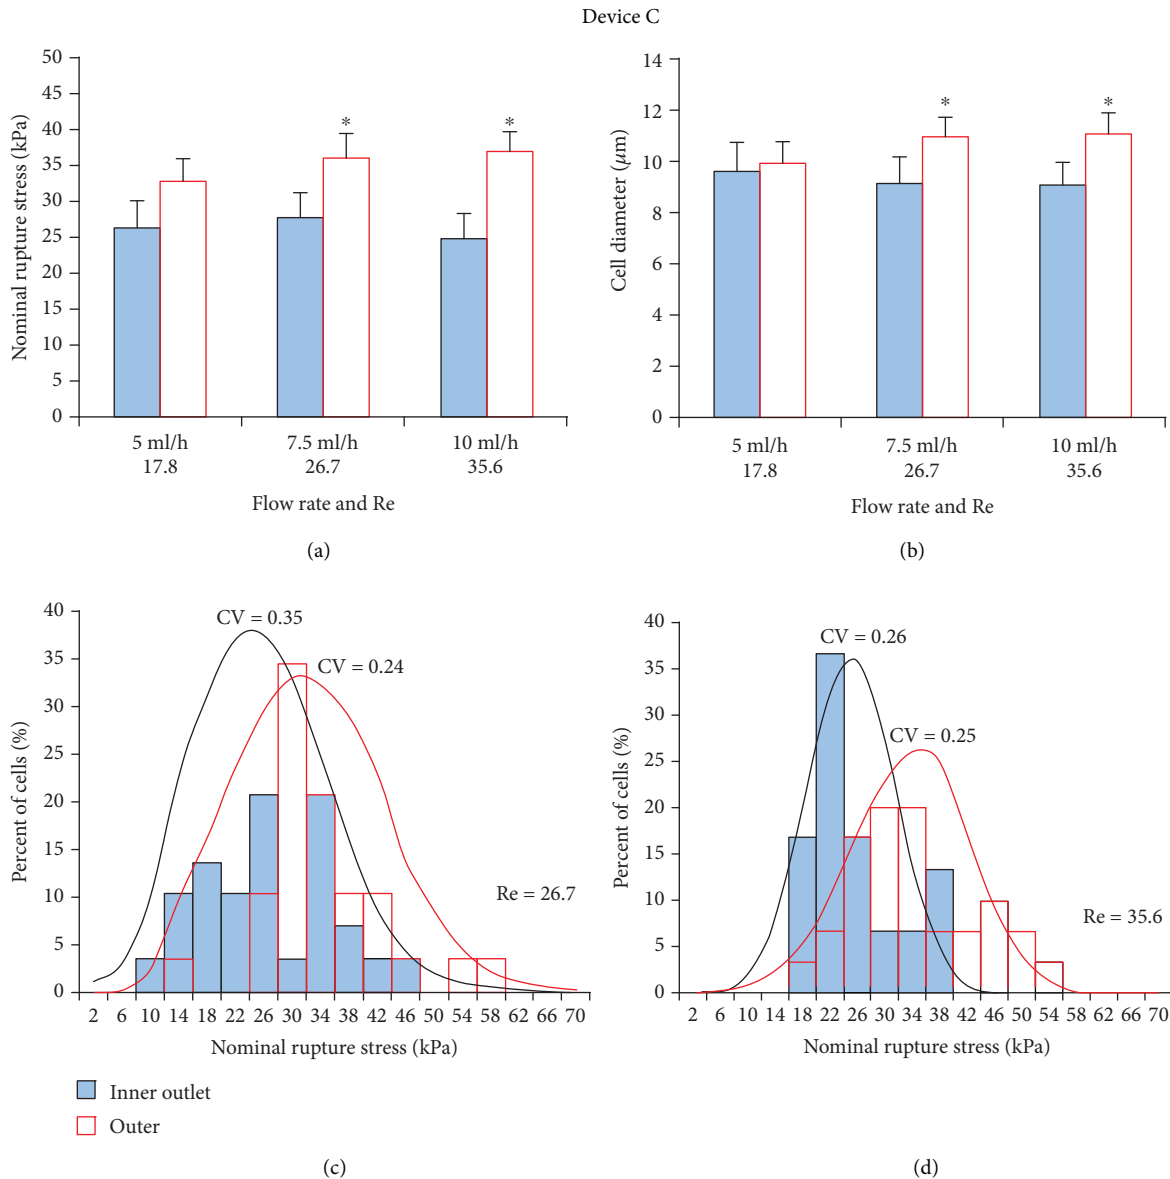 Device C
50
45
40
35
30
25
20
15
10
5
0
Nominal rupture stress (kPa)
*
*
5 ml/h
7.5 ml/h
10 ml/h
17.8
26.7
35.6
Flow rate and Re
(a)
14
12
10
8
6
4
2
0
Cell diameter (μm)
*
*
5 ml/h
7.5 ml/h
10 ml/h
17.8
26.7
35.6
Flow rate and Re
(b)
40
35
30
25
20
15
10
5
0
Percent of cells (%)
CV = 0.35
CV = 0.24
Re = 26.7
2 6 10 14 18 22 26 30 34 38 42 46 50 54 58 62 66 70
Nominal rupture stress (kPa)
Inner outlet
Outer
(c)
40
35
30
25
20
15
10
5
0
Percent of cells (%)
CV = 0.26
CV = 0.25
Re = 35.6
2 6 10 14 18 22 26 30 34 38 42 46 50 54 58 62 66 70
Nominal rupture stress (kPa)
(d)